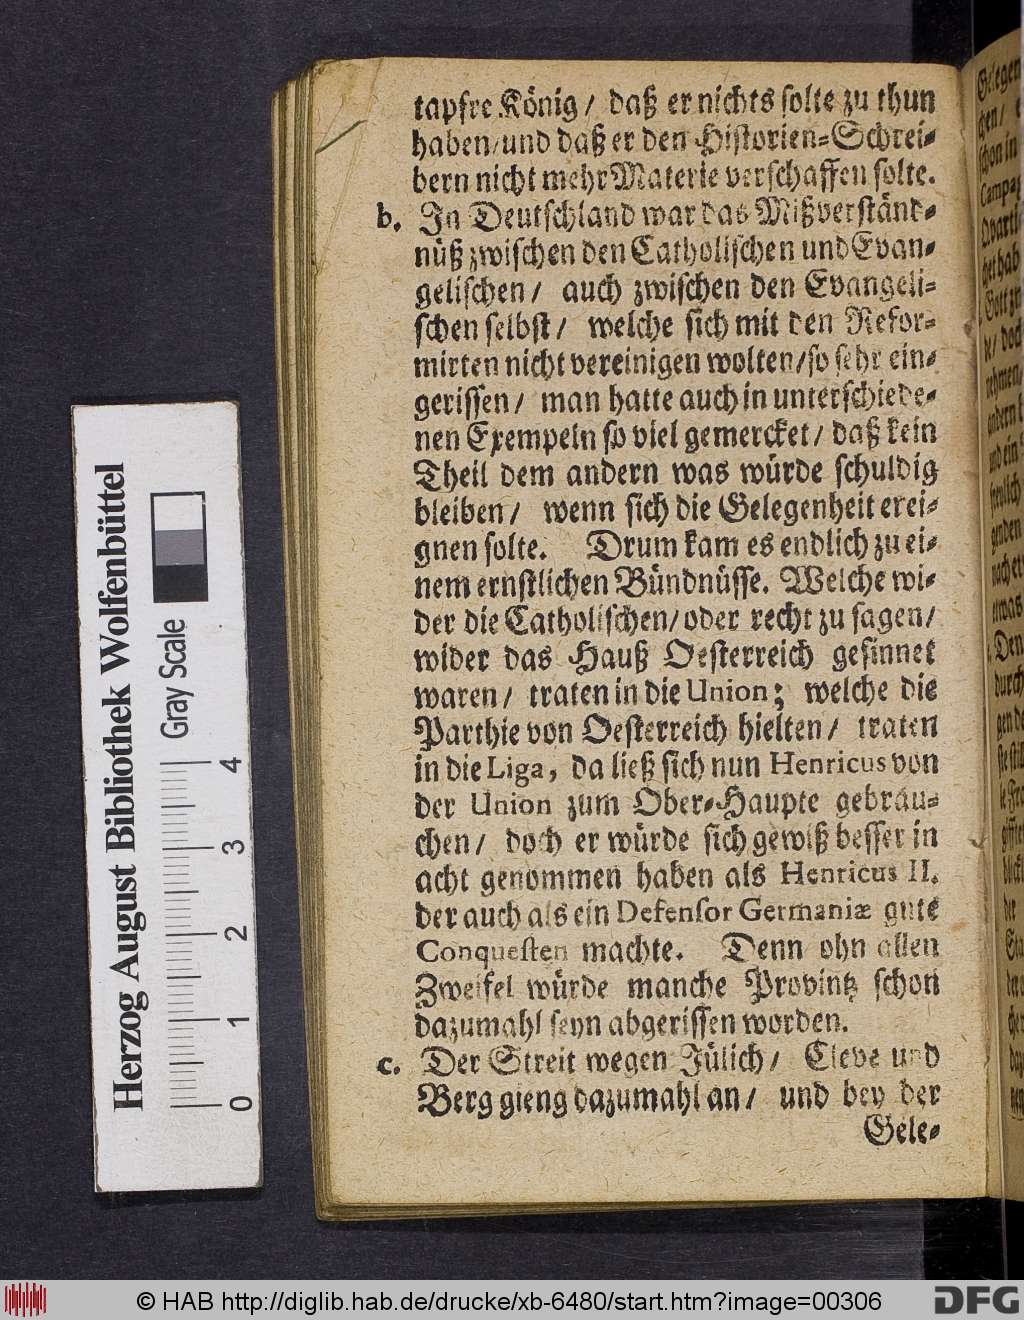 tapfre König / daß er nichts solte zu thun
haben / und daß er den Historien-Schrei-
bern nicht mehr Materie verschaffen solte.
b. In Deutschland war das Mißverständ-
nüß zwischen den Catholischen und Evan-
gelischen / auch zwischen den Evangeli-
schen selbst / welche sich mit den Refor-
mirten nicht vereinigen wolten / so sehr ein-
gerissen / man hatte auch in unterschiede-
nen Exempeln so viel gemercket / daß kein
Theil dem andern was würde schuldig
bleiben / wenn sich die Gelegenheit erei-
gnen solte. Drum kam es endlich zu ei-
nem ernstlichen Bündnüsse. Welche wi-
der die Catholischen / oder recht zu sagen /
wider das Hauß Oesterreich gesinnet
waren / traten in die Union; welche die
Parthie von Oesterreich hielten / traten
in die Liga, da ließ sich nun Henricus von
der Union zum Ober-Haupte gebrau-
chen / doch er würde sich gewiß besser in
acht genommen haben als Henricus II.
der auch als ein Defensor Germaniæ gute
Conquesten machte. Denn ohn allen
Zweifel würde manche Provintz schon
dazumahl seyn abgerissen worden.
c. Der Streit wegen Jülich / Cleve und
Berg gieng dazumahl an / und bey der
Gele-
Herzog August Bibliothek Wolfenbüttel
Gray Scale
0 1 2 3 4
© HAB http://diglib.hab.de/drucke/xb-6480/start.htm?image=00306
DFG